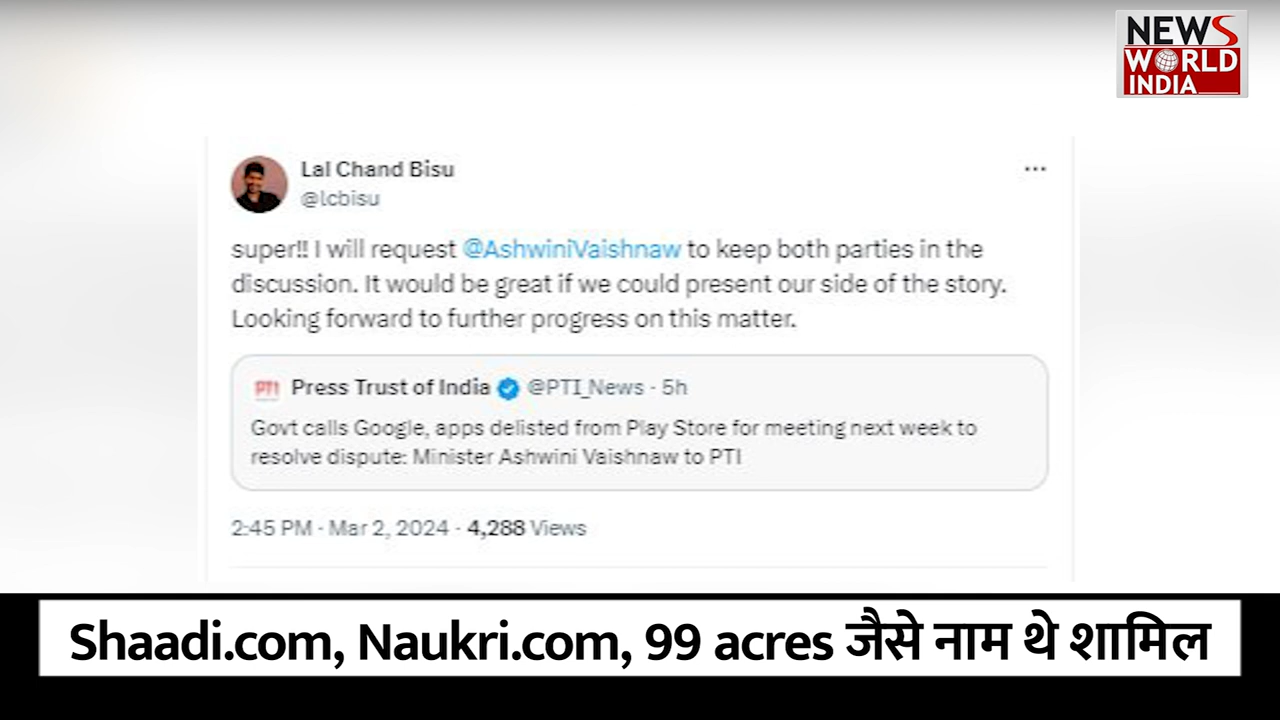 NEWS
WORLD
INDIA
Lal Chand Bisu
@lcbisu
super!! I will request @AshwiniVaishnaw to keep both parties in the
discussion. It would be great if we could present our side of the story.
Looking forward to further progress on this matter.
PTI Press Trust of India @PTI_News · 5h
Govt calls Google, apps delisted from Play Store for meeting next week to
resolve dispute: Minister Ashwini Vaishnaw to PTI
2:45 PM · Mar 2, 2024 · 4,288 Views
Shaadi.com, Naukri.com, 99 acres जैसे नाम थे शामिल